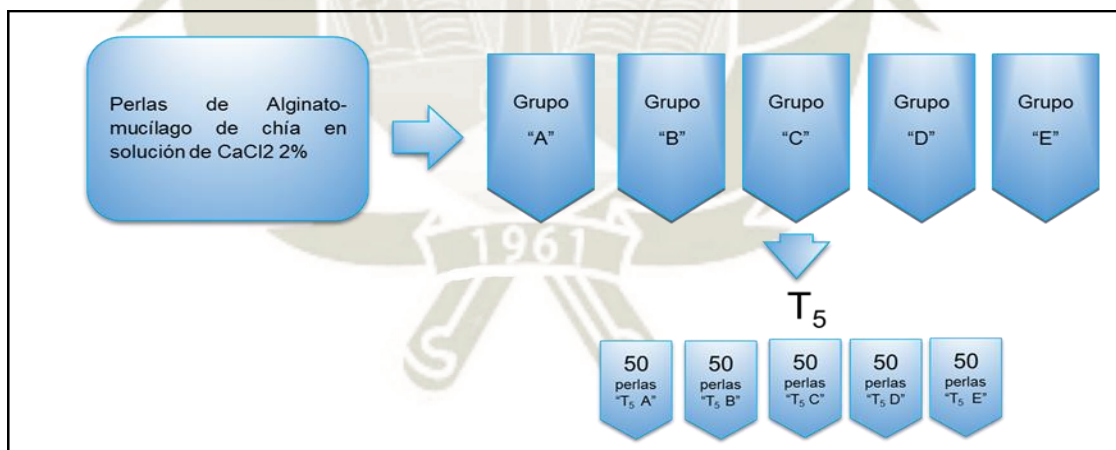 Perlas de Alginato-
mucílago de chía en
solución de CaCl2 2%
Grupo
“A”
Grupo
“B”
Grupo
“C”
Grupo
“D”
Grupo
“E”
1961
T₅
50
perlas
“T₅ A”
50
perlas
“T₅ B”
50
perlas
“T₅ C”
50
perlas
“T₅ D”
50
perlas
“T₅ E”
S